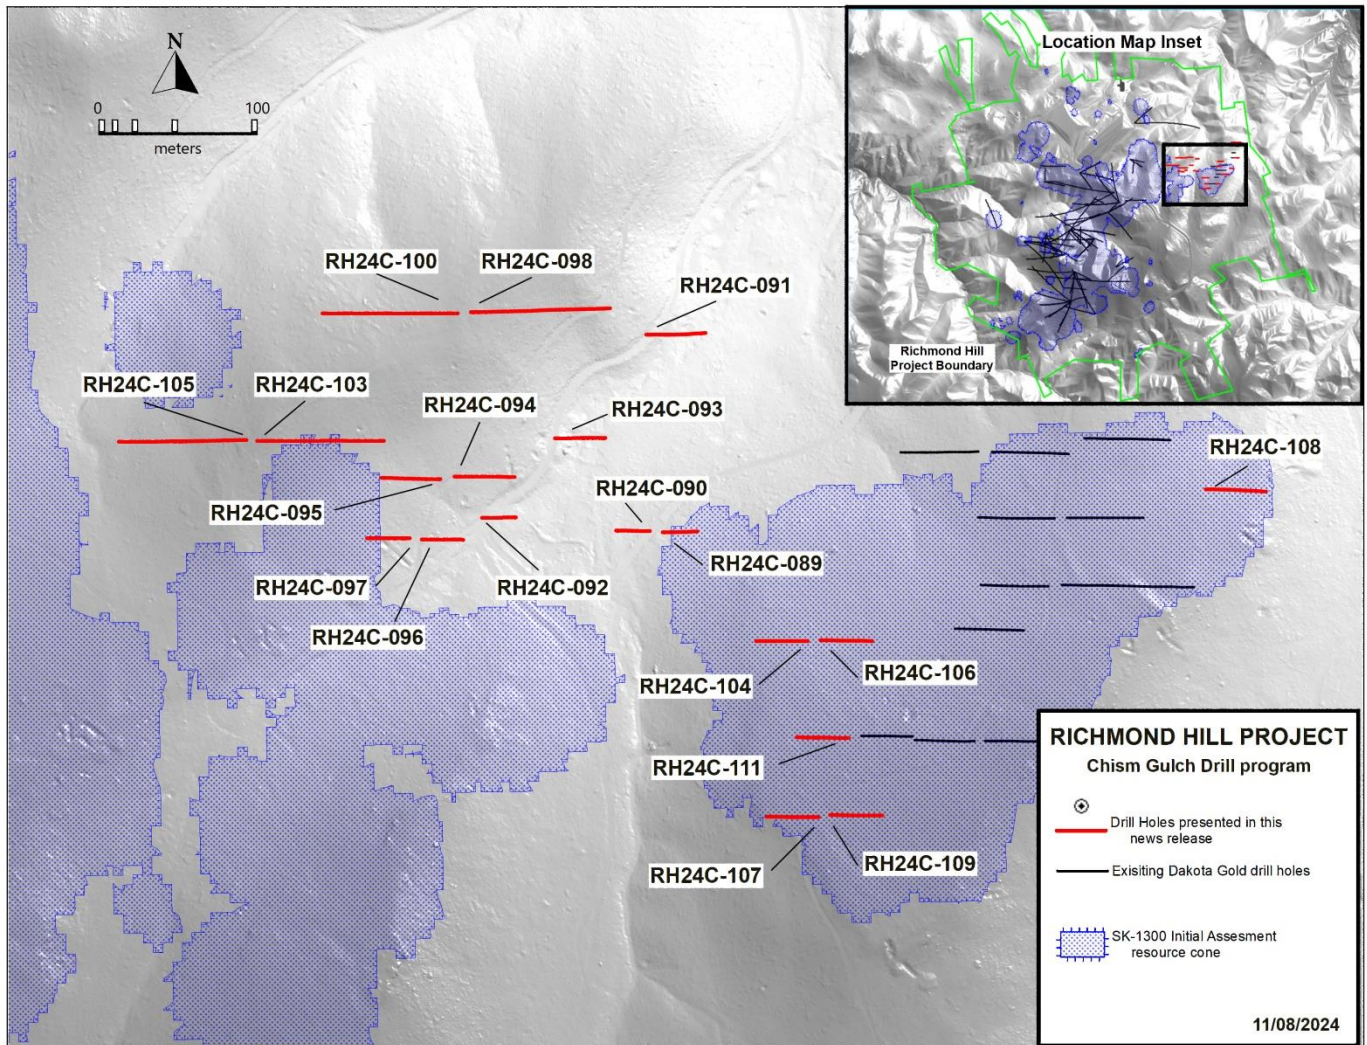 N
0 100
meters
Location Map Inset
Richmond Hill
Project Boundary
RH24C-100
RH24C-098
RH24C-091
RH24C-105
RH24C-103
RH24C-094
RH24C-093
RH24C-108
RH24C-095
RH24C-090
RH24C-089
RH24C-097
RH24C-092
RH24C-096
RH24C-104
RH24C-106
RH24C-111
RH24C-107
RH24C-109
RICHMOND HILL PROJECT
Chism Gulch Drill program
Drill Holes presented in this
news release
Exisiting Dakota Gold drill holes
SK-1300 Initial Assesment
resource cone
11/08/2024